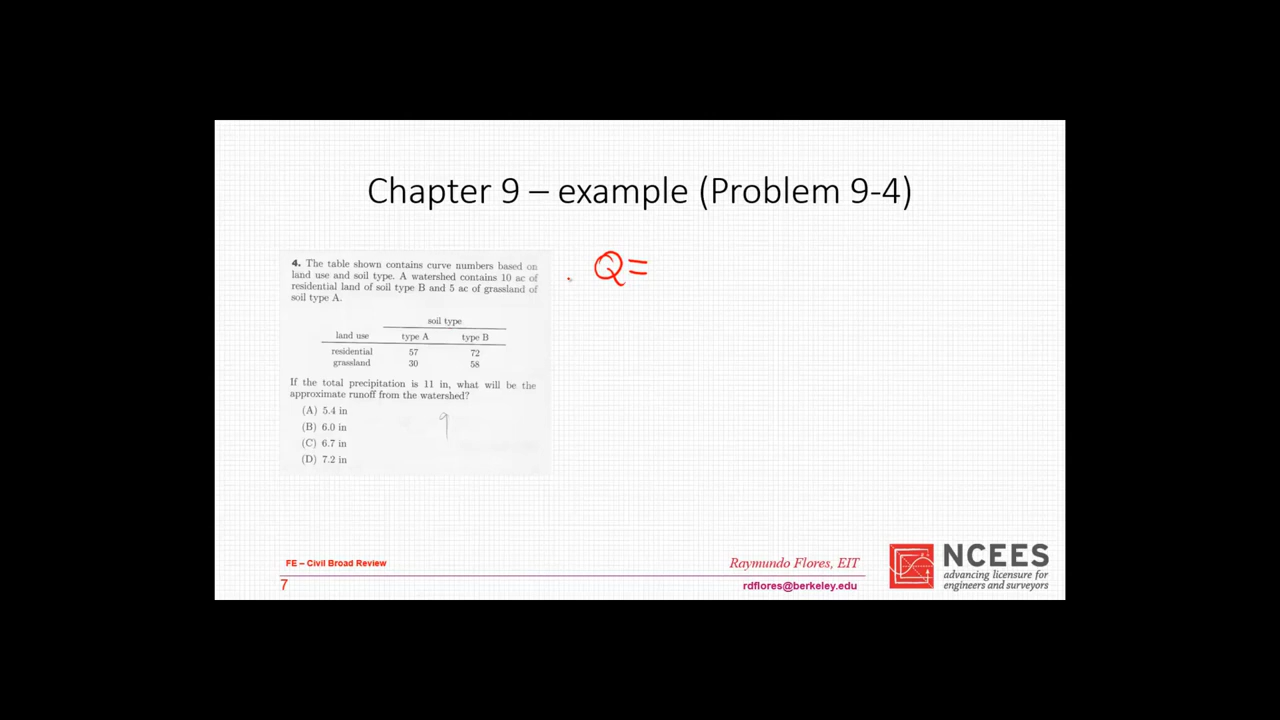 Chapter 9 – example (Problem 9-4)
4. The table shown contains curve numbers based on
land use and soil type. A watershed contains 10 ac of
residential land of soil type B and 5 ac of grassland of
soil type A.
soil type
land use type A type B
residential 57 72
grassland 30 58
If the total precipitation is 11 in, what will be the
approximate runoff from the watershed?
(A) 5.4 in
(B) 6.0 in
(C) 6.7 in
(D) 7.2 in
9
Q=
FE – Civil Broad Review
7
Raymundo Flores, EIT
rdflores@berkeley.edu
NCEES
advancing licensure for
engineers and surveyors